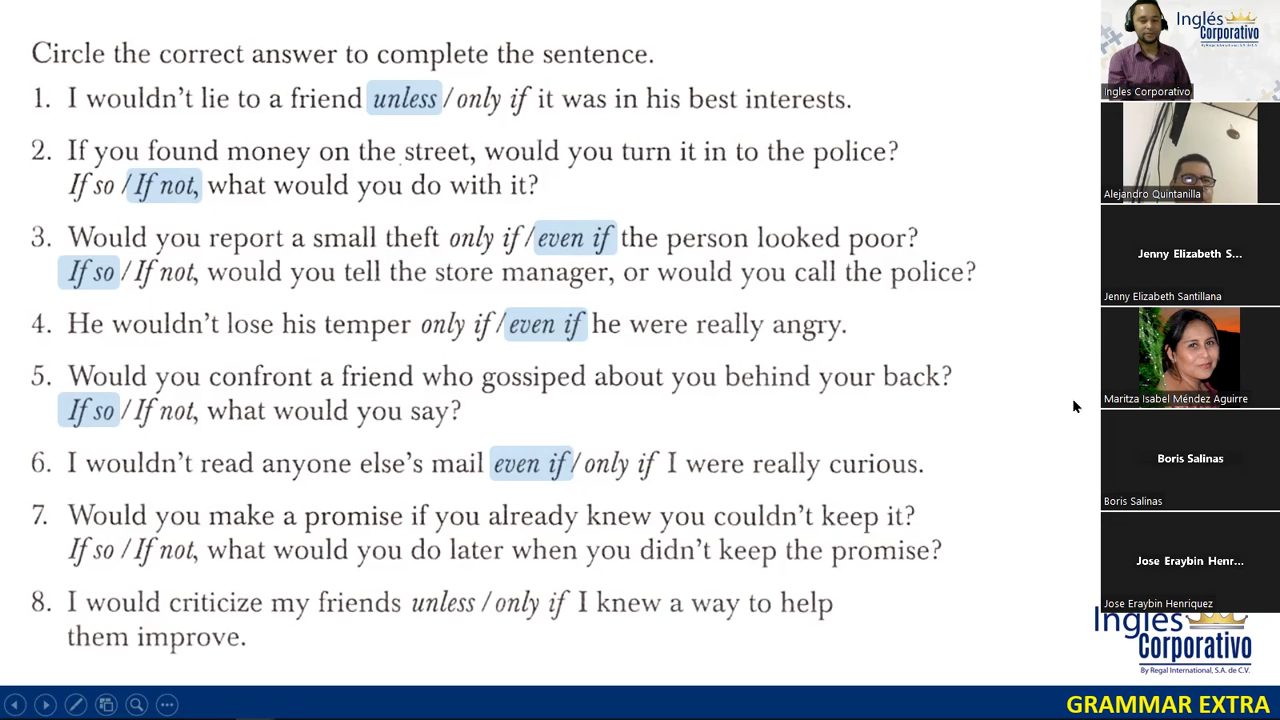 Circle the correct answer to complete the sentence.
1. I wouldn't lie to a friend unless / only if it was in his best interests.
2. If you found money on the street, would you turn it in to the police?
If so / If not, what would you do with it?
3. Would you report a small theft only if / even if the person looked poor?
If so / If not, would you tell the store manager, or would you call the police?
4. He wouldn't lose his temper only if / even if he were really angry.
5. Would you confront a friend who gossiped about you behind your back?
If so / If not, what would you say?
6. I wouldn't read anyone else's mail even if / only if I were really curious.
7. Would you make a promise if you already knew you couldn't keep it?
If so / If not, what would you do later when you didn't keep the promise?
8. I would criticize my friends unless / only if I knew a way to help
them improve.
Inglés
Corporativo
By Regal International, S.A. de C.V.
Ingles Corporativo
Alejandro Quintanilla
Jenny Elizabeth S...
Jenny Elizabeth Santillana
Maritza Isabel Méndez Aguirre
Boris Salinas
Boris Salinas
Jose Eraybin Henr...
Jose Eraybin Henriquez
Inglés
Corporativo
By Regal International, S.A. de C.V.
GRAMMAR EXTRA